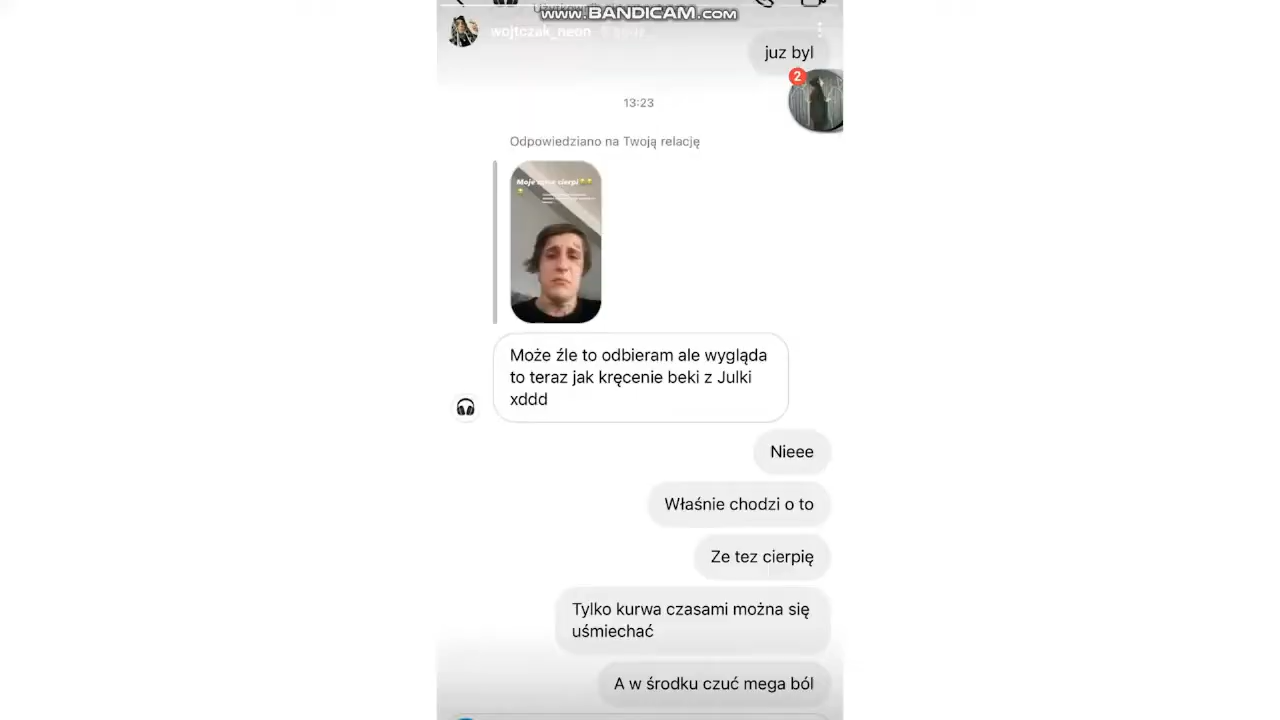 www.BANDICAM.com
wojtczak_neon
juz byl
2
13:23
Odpowiedziano na Twoją relację
Moje serce cierpi
Może źle to odbieram ale wygląda
to teraz jak kręcenie beki z Julki
xddd
Nieee
Właśnie chodzi o to
Ze tez cierpię
Tylko kurwa czasami można się
uśmiechać
A w środku czuć mega ból